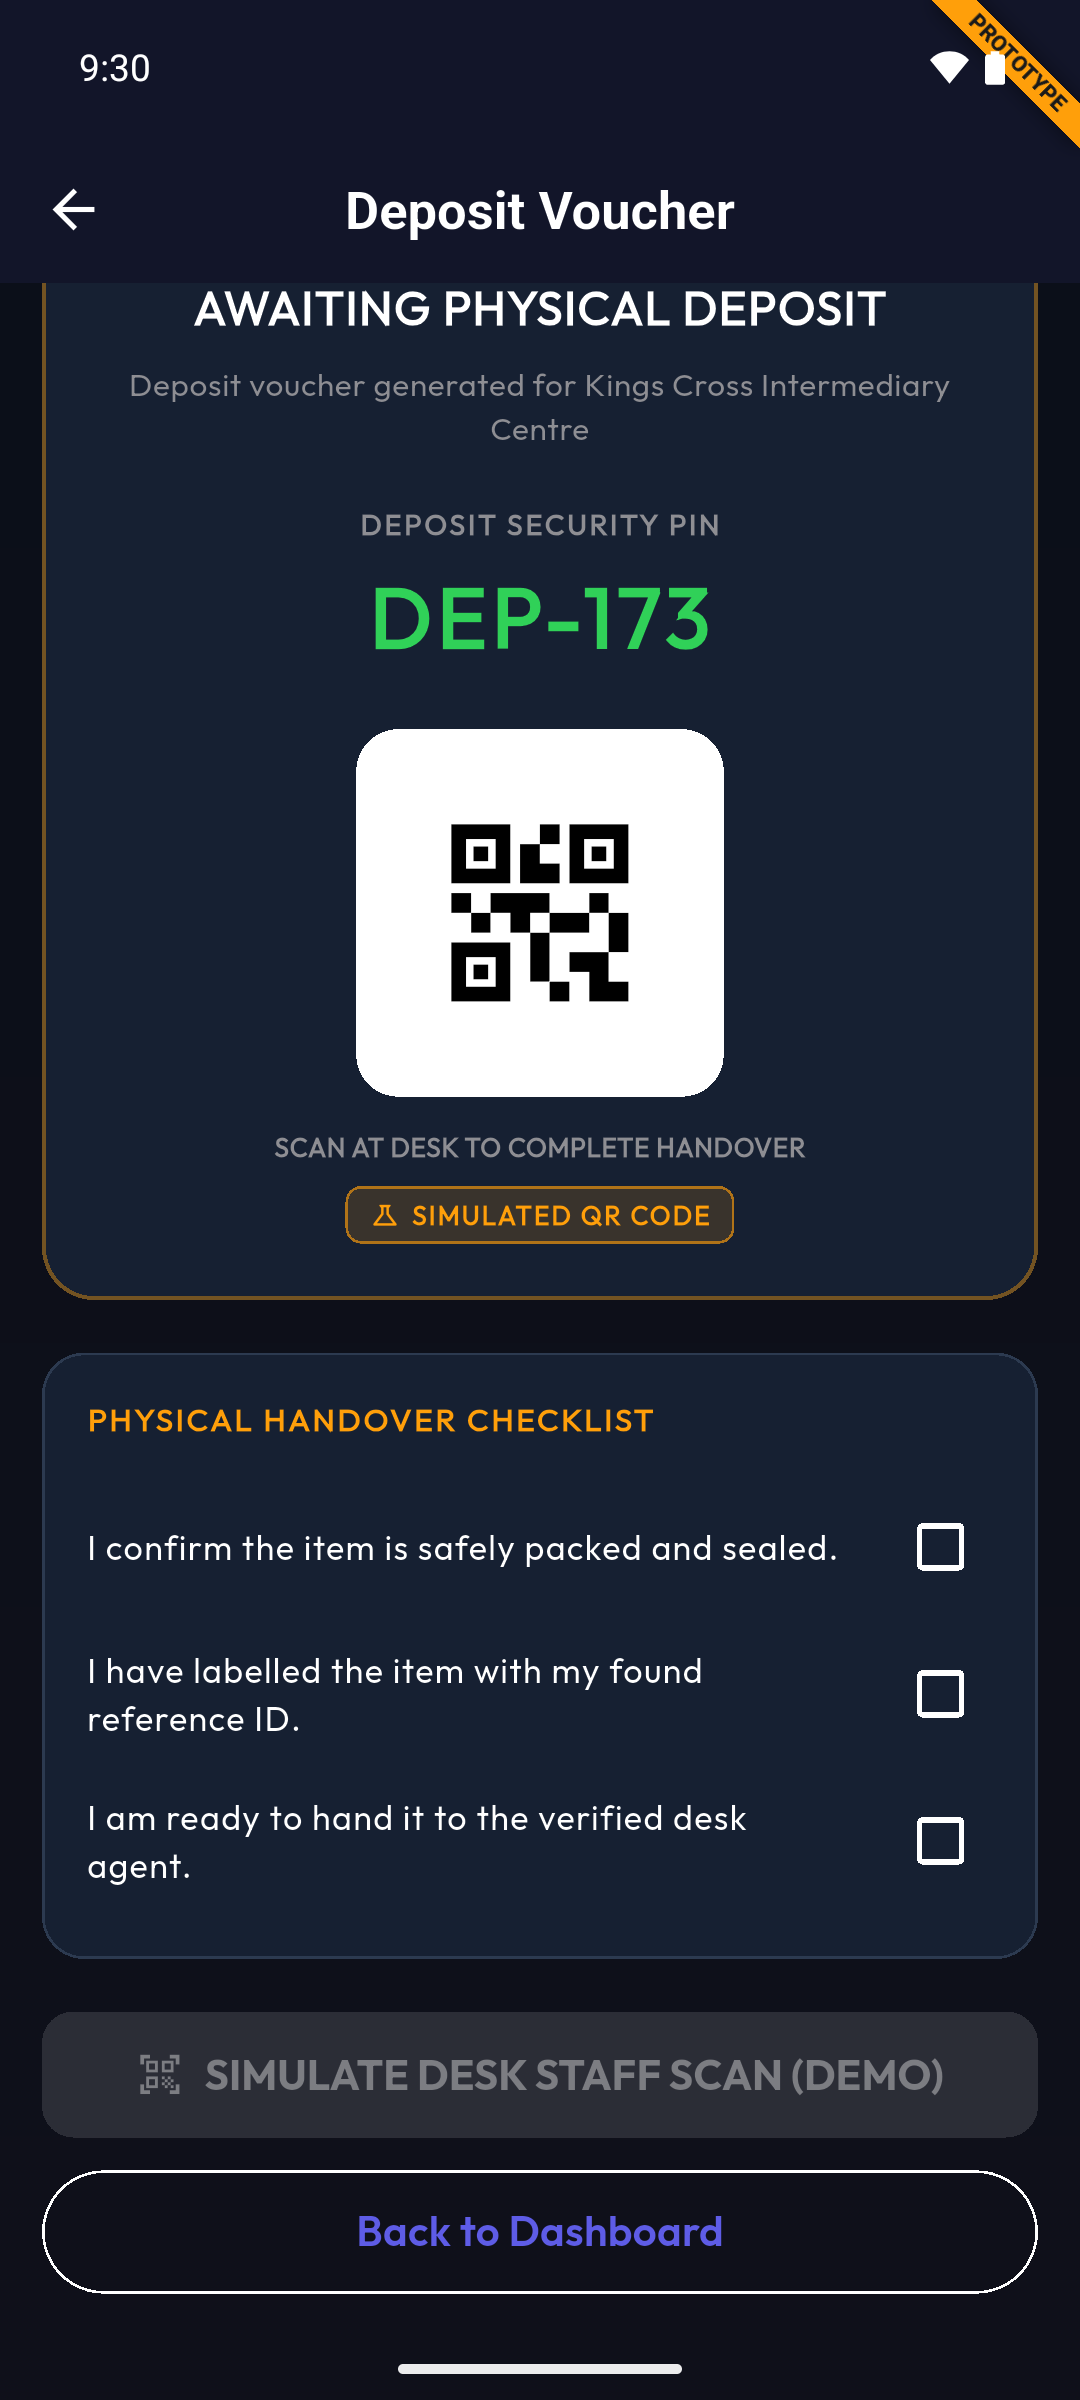 9:30
PROTOTYPE
Deposit Voucher
AWAITING PHYSICAL DEPOSIT
Deposit voucher generated for Kings Cross Intermediary
Centre
DEPOSIT SECURITY PIN
DEP-173
SCAN AT DESK TO COMPLETE HANDOVER
SIMULATED QR CODE
PHYSICAL HANDOVER CHECKLIST
I confirm the item is safely packed and sealed.
I have labelled the item with my found
reference ID.
I am ready to hand it to the verified desk
agent.
SIMULATE DESK STAFF SCAN (DEMO)
Back to Dashboard